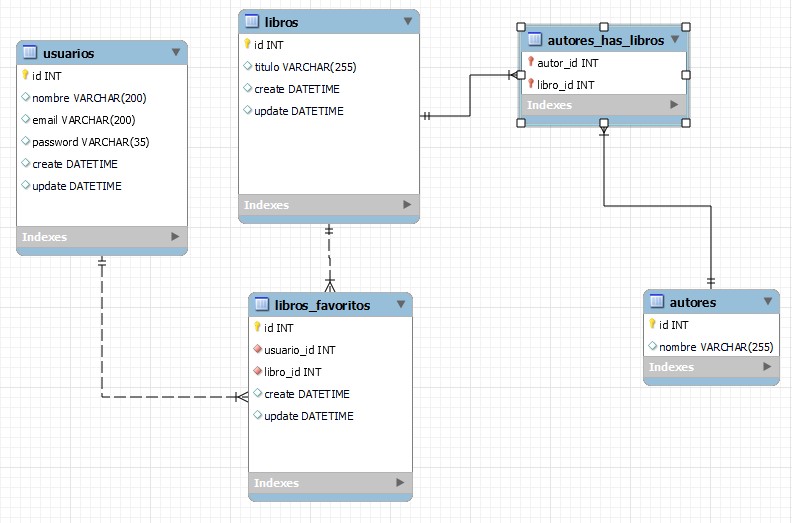 usuarios
id INT
nombre VARCHAR(200)
email VARCHAR(200)
password VARCHAR(35)
create DATETIME
update DATETIME
Indexes
libros
id INT
titulo VARCHAR(255)
create DATETIME
update DATETIME
Indexes
autores_has_libros
autor_id INT
libro_id INT
Indexes
libros_favoritos
id INT
usuario_id INT
libro_id INT
create DATETIME
update DATETIME
Indexes
autores
id INT
nombre VARCHAR(255)
Indexes